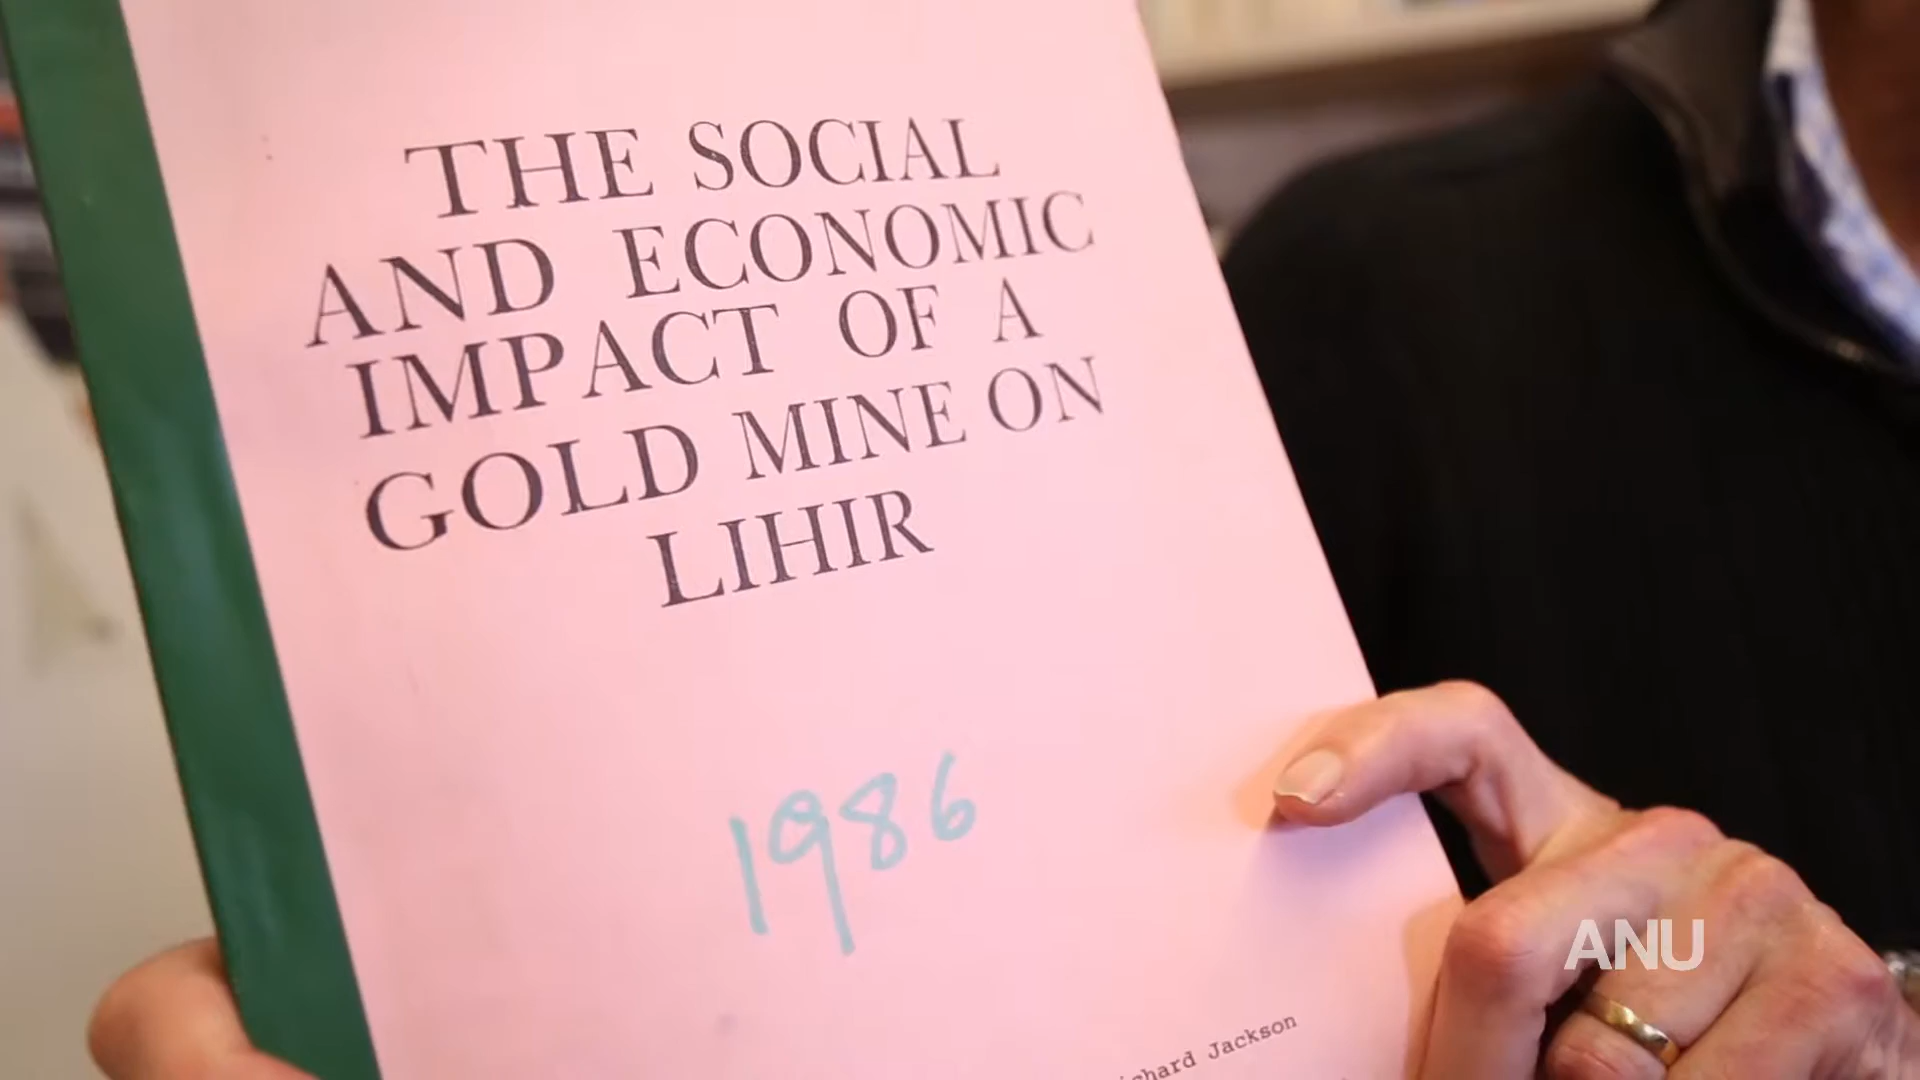 THE SOCIAL
AND ECONOMIC
IMPACT OF A
GOLD MINE ON
LIHIR
1986
Jackson
ANU